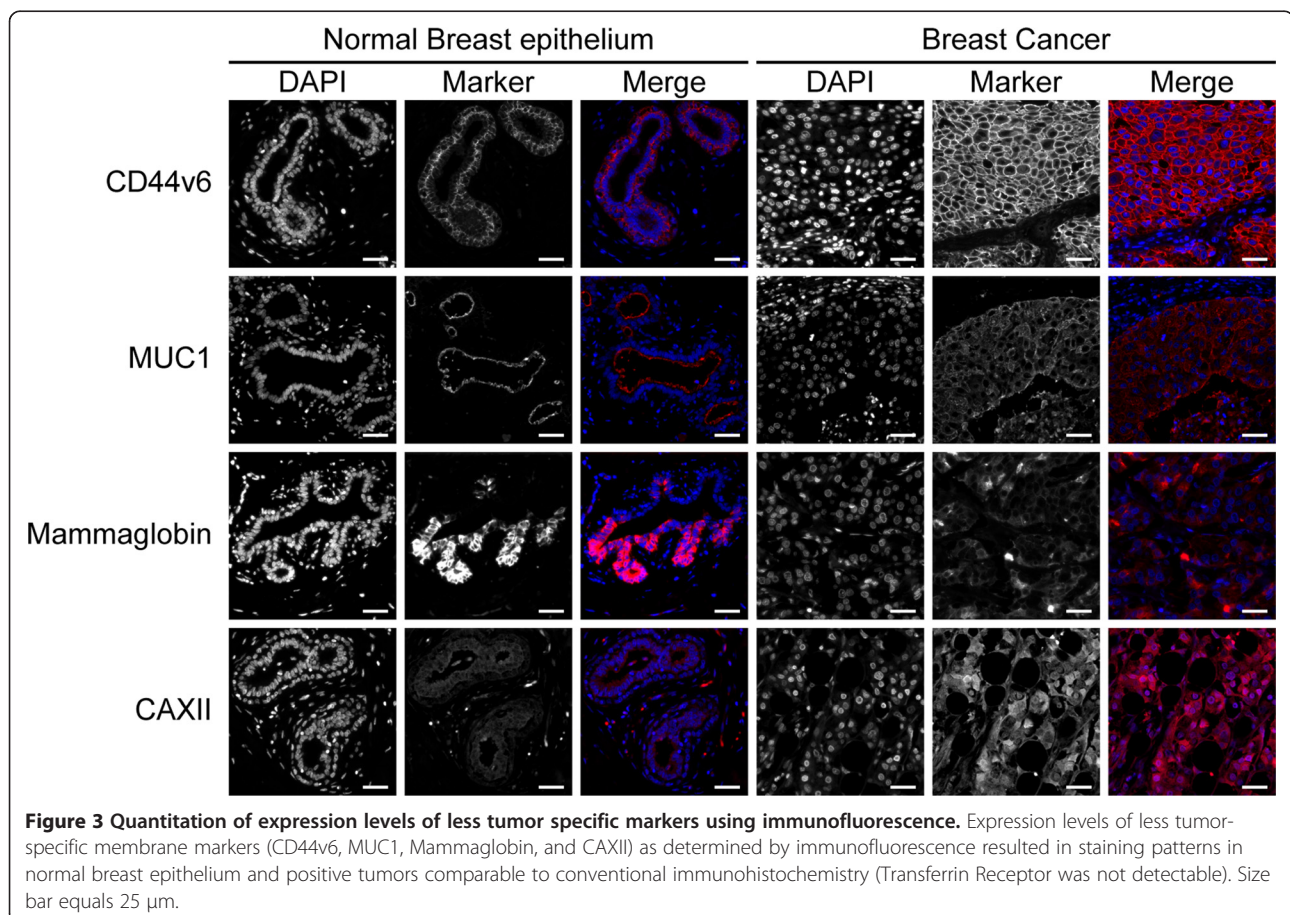 Normal Breast epithelium Breast Cancer
DAPI Marker Merge DAPI Marker Merge
CD44v6
MUC1
Mammaglobin
CAXII
Figure 3 Quantitation of expression levels of less tumor specific markers using immunofluorescence. Expression levels of less tumor-
specific membrane markers (CD44v6, MUC1, Mammaglobin, and CAXII) as determined by immunofluorescence resulted in staining patterns in
normal breast epithelium and positive tumors comparable to conventional immunohistochemistry (Transferrin Receptor was not detectable). Size
bar equals 25 μm.